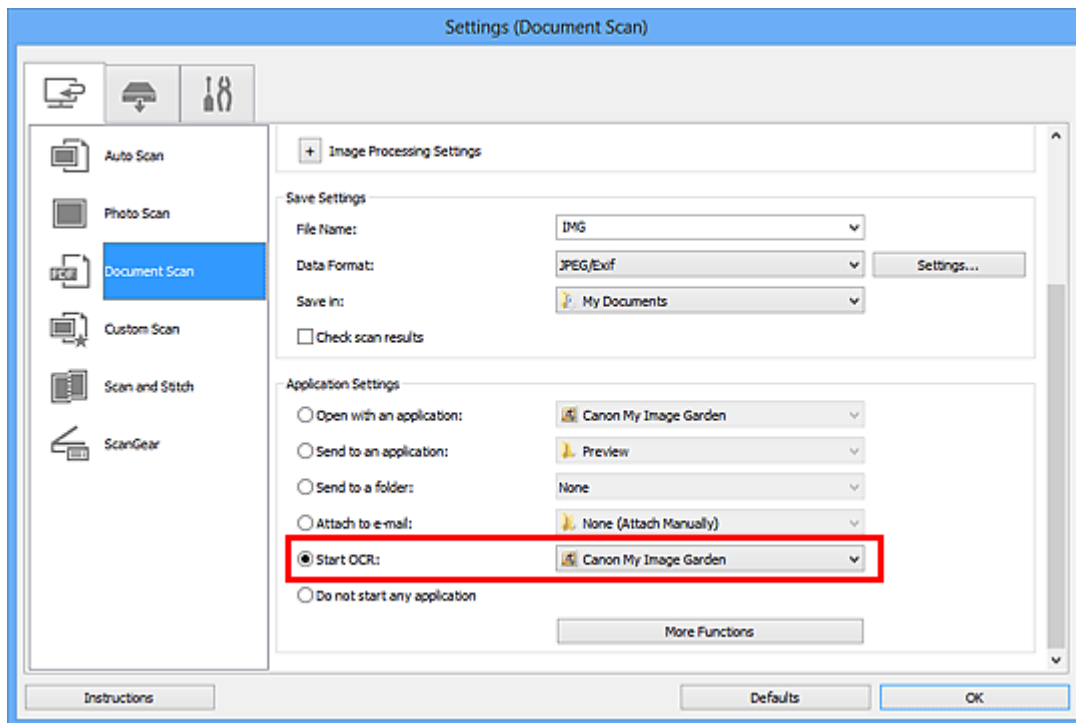 Settings (Document Scan)
Auto Scan
Photo Scan
Document Scan
Custom Scan
Scan and Stitch
ScanGear
+ Image Processing Settings
Save Settings
File Name: IMG
Data Format: JPEG/Exif Settings...
Save in: My Documents
Check scan results
Application Settings
Open with an application: Canon My Image Garden
Send to an application: Preview
Send to a folder: None
Attach to e-mail: None (Attach Manually)
Start OCR: Canon My Image Garden
Do not start any application
More Functions
Instructions Defaults OK